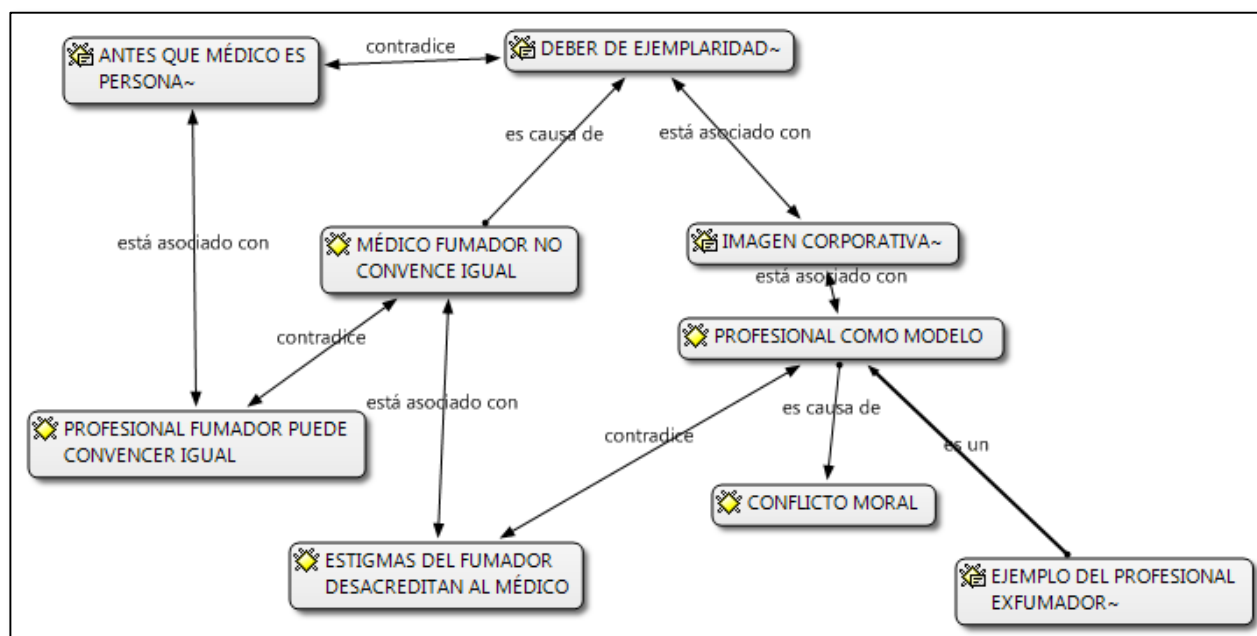 contradice
ANTES QUE MÉDICO ES
PERSONA~
DEBER DE EJEMPLARIDAD~
es causa de
está asociado con
está asociado con
MÉDICO FUMADOR NO
CONVENCE IGUAL
IMAGEN CORPORATIVA~
está asociado con
contradice
PROFESIONAL COMO MODELO
está asociado con
es causa de
PROFESIONAL FUMADOR PUEDE
CONVENCER IGUAL
contradice
es un
CONFLICTO MORAL
ESTIGMAS DEL FUMADOR
DESACREDITAN AL MÉDICO
EJEMPLO DEL PROFESIONAL
EXFUMADOR~